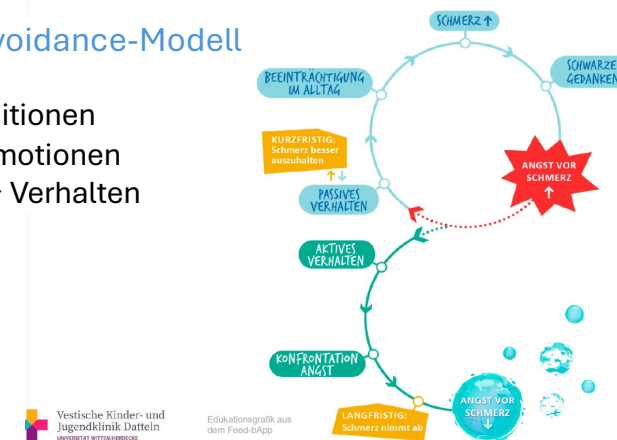 voidance-Modell
itionen
motionen
Verhalten
SCHMERZ ↑
SCHWARZE
GEDANKEN
BEEINTRÄCHTIGUNG
IM ALLTAG
KURZFRISTIG:
Schmerz besser
auszuhalten
ANGST VOR
SCHMERZ
↑
PASSIVES
VERHALTEN
AKTIVES
VERHALTEN
KONFRONTATION
ANGST
LANGFRISTIG:
Schmerz nimmt ab
ANGST VOR
SCHMERZ
↓
Vestische Kinder- und
Jugendklinik Datteln
UNIVERSITÄT WITTEN/HERDECKE
Edukationsgrafik aus
dem Feed-bApp